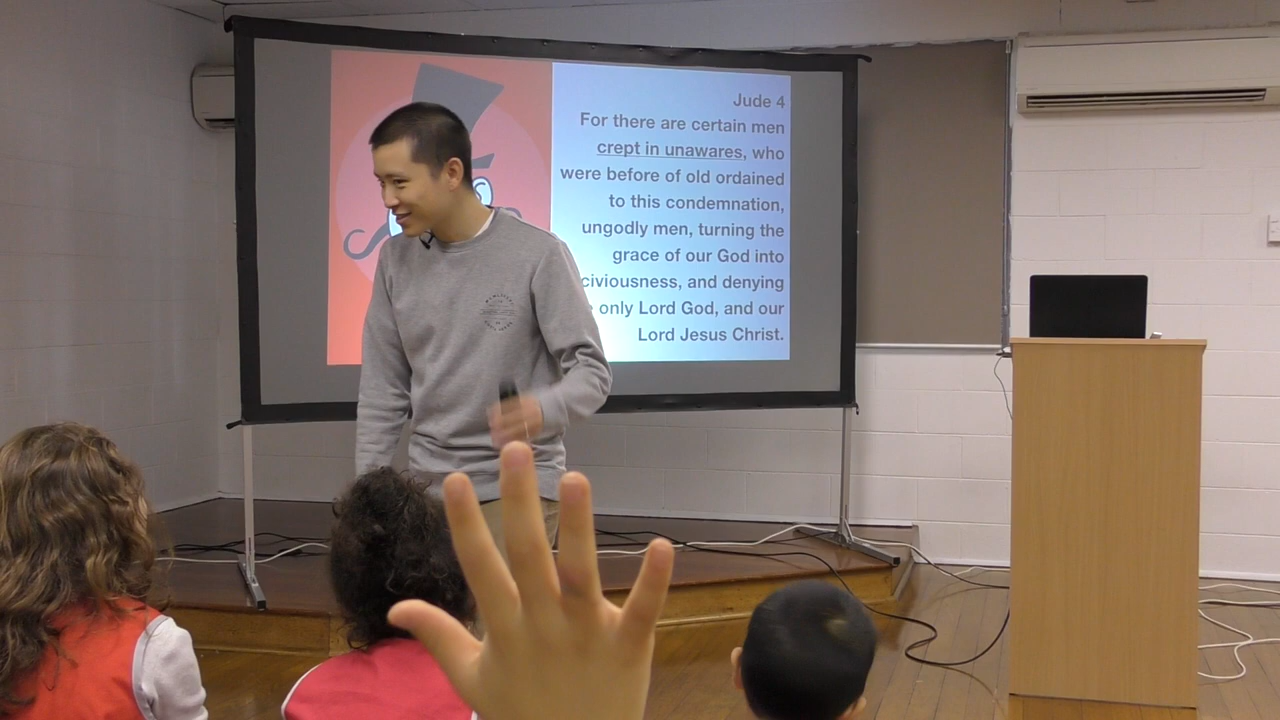 Jude 4
For there are certain men
crept in unawares, who
were before of old ordained
to this condemnation,
ungodly men, turning the
grace of our God into
civiousness, and denying
only Lord God, and our
Lord Jesus Christ.